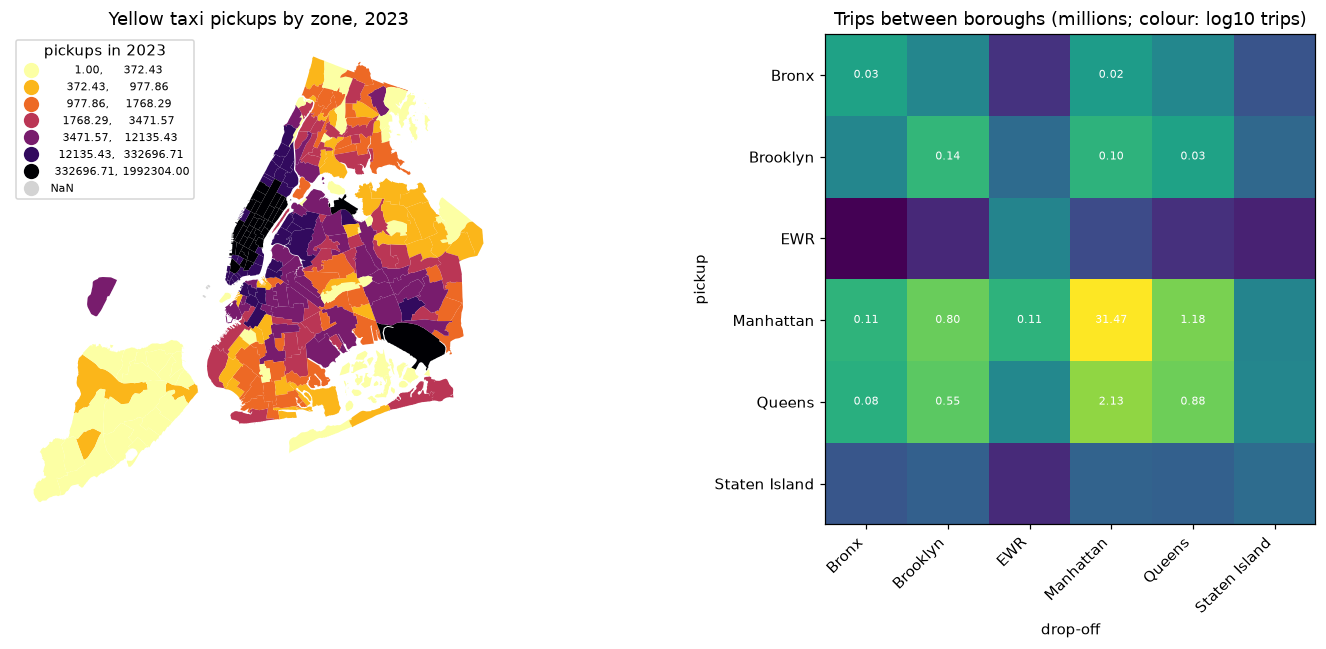 Yellow taxi pickups by zone, 2023
pickups in 2023
1.00, 372.43
372.43, 977.86
977.86, 1768.29
1768.29, 3471.57
3471.57, 12135.43
12135.43, 332696.71
332696.71, 1992304.00
NaN
Trips between boroughs (millions; colour: log10 trips)
pickup
Bronx 0.03 0.02
Brooklyn 0.14 0.10 0.03
EWR
Manhattan 0.11 0.80 0.11 31.47 1.18
Queens 0.08 0.55 2.13 0.88
Staten Island
Bronx Brooklyn EWR Manhattan Queens Staten Island
drop-off